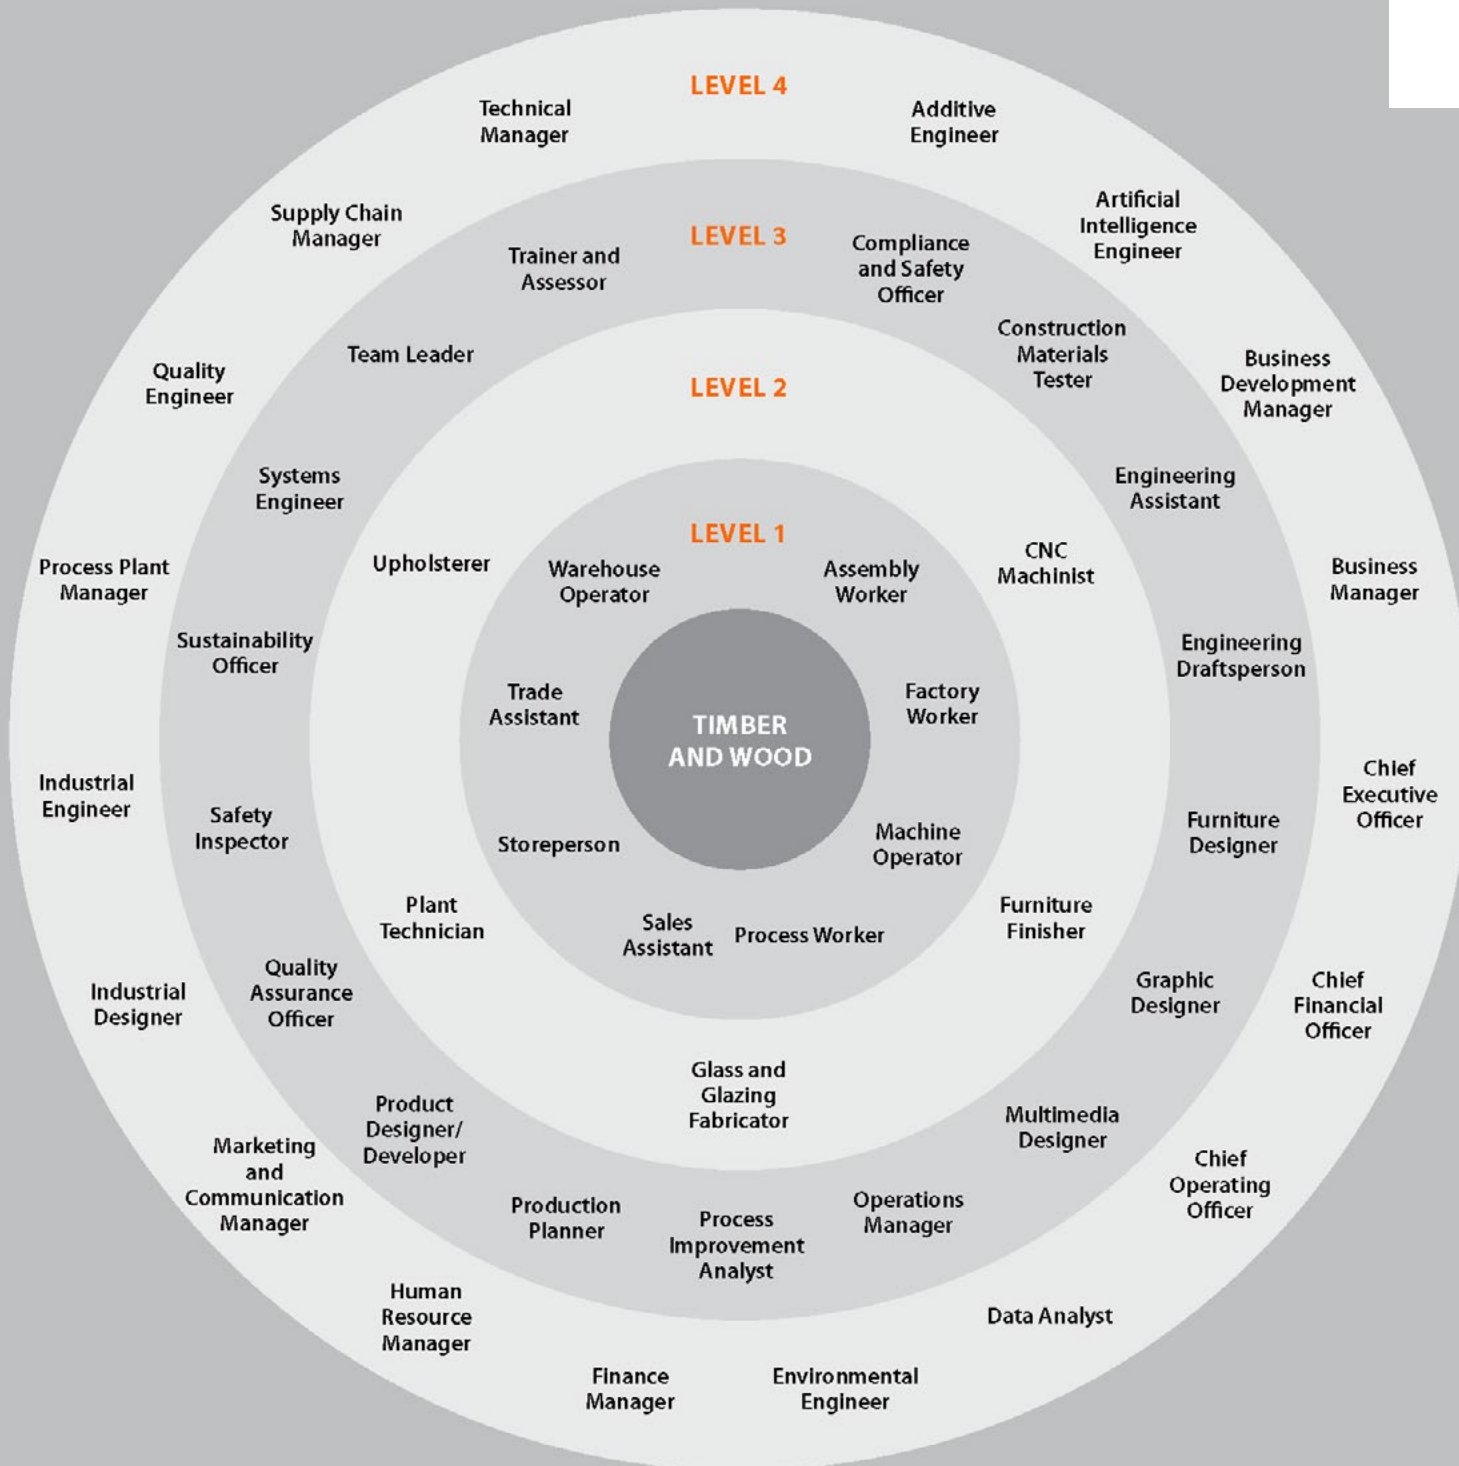 LEVEL 4
Additive
Engineer
Artificial
Intelligence
Engineer
Business
Development
Manager
Business
Manager
Chief
Executive
Officer
Chief
Financial
Officer
Chief
Operating
Officer
Data Analyst
Environmental
Engineer
Finance
Manager
Human
Resource
Manager
Marketing
and
Communication
Manager
Industrial
Designer
Industrial
Engineer
Process Plant
Manager
Quality
Engineer
Supply Chain
Manager
Technical
Manager
LEVEL 3
Compliance
and Safety
Officer
Construction
Materials
Tester
Engineering
Assistant
Engineering
Draftsperson
Furniture
Designer
Graphic
Designer
Multimedia
Designer
Operations
Manager
Process
Improvement
Analyst
Production
Planner
Product
Designer/
Developer
Quality
Assurance
Officer
Safety
Inspector
Sustainability
Officer
Systems
Engineer
Team Leader
Trainer and
Assessor
LEVEL 2
CNC
Machinist
Furniture
Finisher
Glass and
Glazing
Fabricator
Plant
Technician
Upholsterer
LEVEL 1
Assembly
Worker
Factory
Worker
Machine
Operator
Process Worker
Sales
Assistant
Storeperson
Trade
Assistant
Warehouse
Operator
TIMBER
AND WOOD